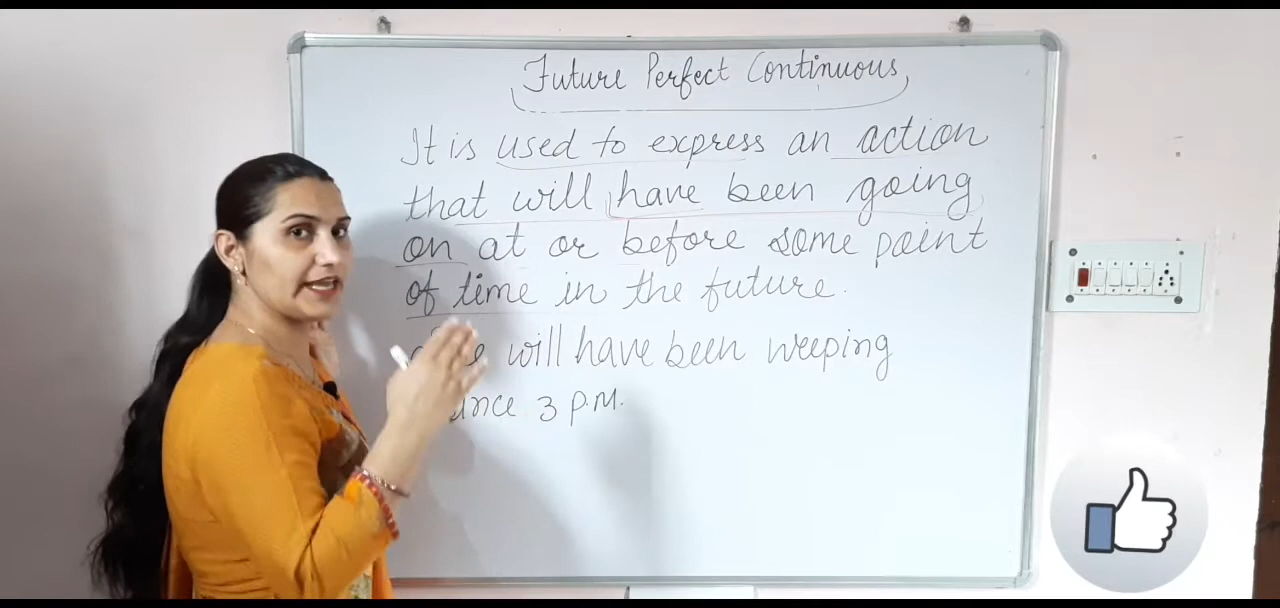 Future Perfect Continuous
It is used to express an action
that will have been going
on at or before some point
of time in the future.
will have been weeping
3 P.M.